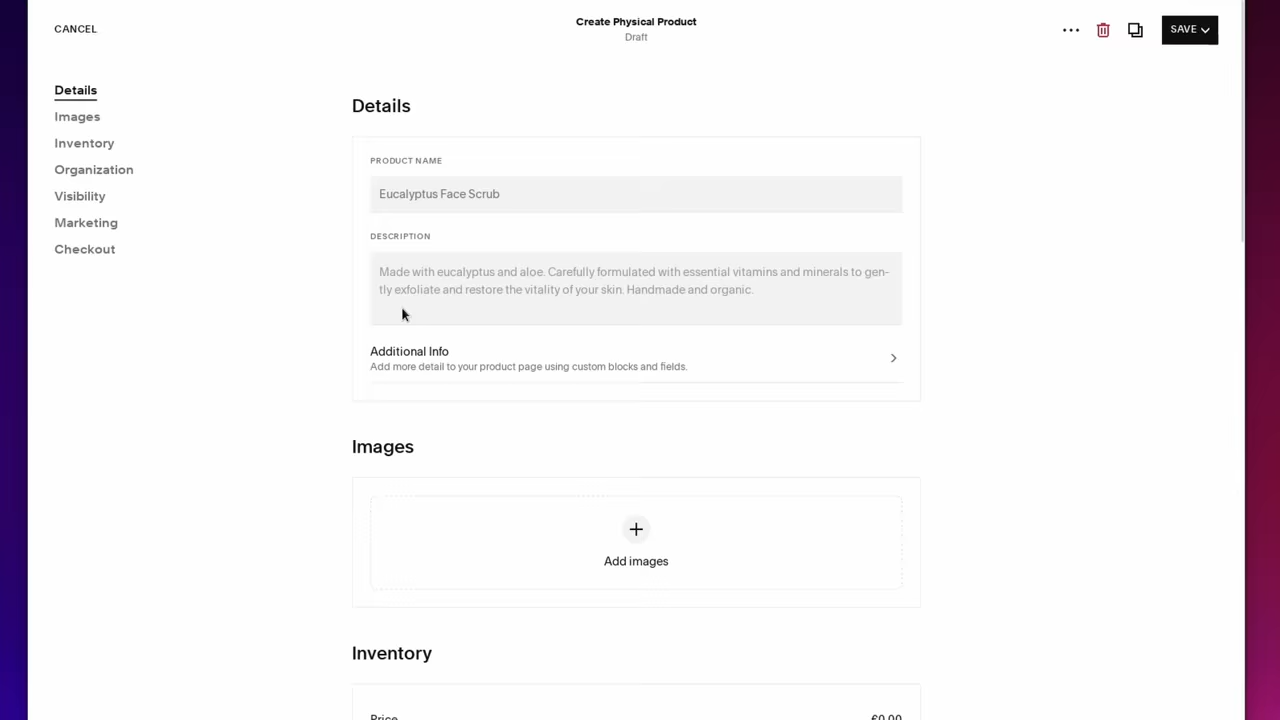 CANCEL
Create Physical Product
Draft
SAVE
Details
Images
Inventory
Organization
Visibility
Marketing
Checkout
Details
PRODUCT NAME
Eucalyptus Face Scrub
DESCRIPTION
Made with eucalyptus and aloe. Carefully formulated with essential vitamins and minerals to gen-
tly exfoliate and restore the vitality of your skin. Handmade and organic.
Additional Info
Add more detail to your product page using custom blocks and fields.
Images
Add images
Inventory
Price €0.00